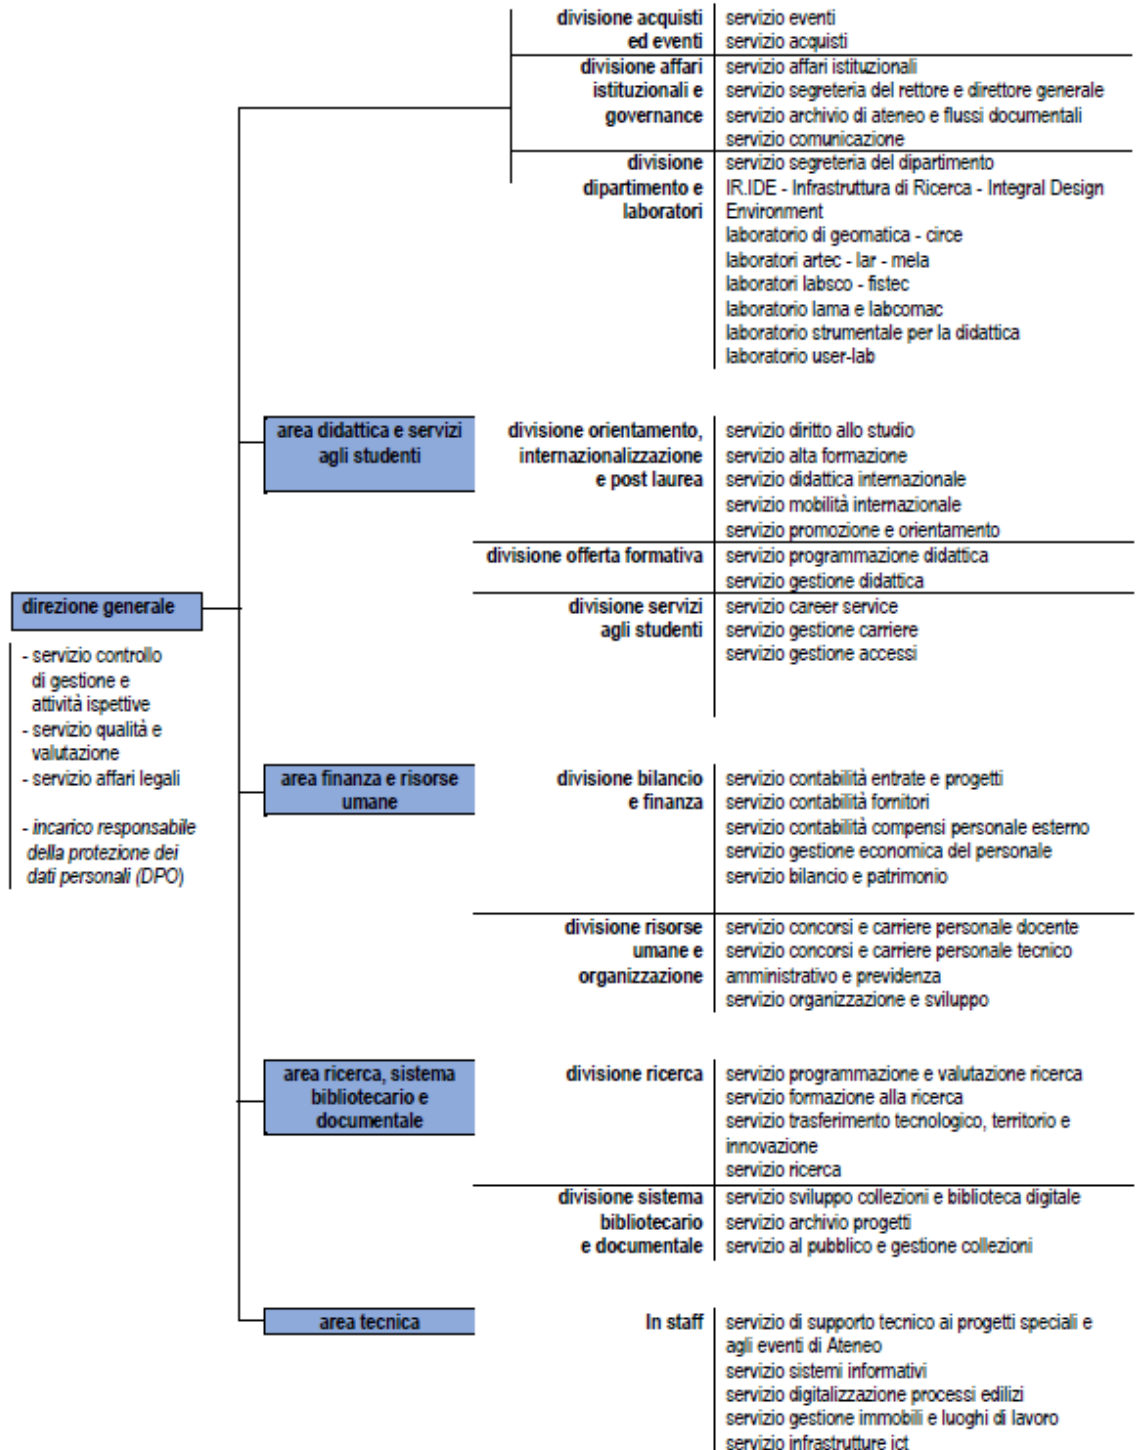 divisione acquisti
ed eventi
servizio eventi
servizio acquisti
divisione affari
istituzionali e
governance
servizio affari istituzionali
servizio segreteria del rettore e direttore generale
servizio archivio di ateneo e flussi documentali
servizio comunicazione
divisione
dipartimento e
laboratori
servizio segreteria del dipartimento
IR.IDE - Infrastruttura di Ricerca - Integral Design
Environment
laboratorio di geomatica - circe
laboratori artec - lar - mela
laboratori labsco - fistec
laboratorio lama e labcomac
laboratorio strumentale per la didattica
laboratorio user-lab
area didattica e servizi
agli studenti
divisione orientamento,
internazionalizzazione
e post laurea
servizio diritto allo studio
servizio alta formazione
servizio didattica internazionale
servizio mobilità internazionale
servizio promozione e orientamento
divisione offerta formativa
servizio programmazione didattica
servizio gestione didattica
divisione servizi
agli studenti
servizio career service
servizio gestione carriere
servizio gestione accessi
direzione generale
- servizio controllo
di gestione e
attività ispettive
- servizio qualità e
valutazione
- servizio affari legali
- incarico responsabile
della protezione dei
dati personali (DPO)
area finanza e risorse
umane
divisione bilancio
e finanza
servizio contabilità entrate e progetti
servizio contabilità fornitori
servizio contabilità compensi personale esterno
servizio gestione economica del personale
servizio bilancio e patrimonio
divisione risorse
umane e
organizzazione
servizio concorsi e carriere personale docente
servizio concorsi e carriere personale tecnico
amministrativo e previdenza
servizio organizzazione e sviluppo
area ricerca, sistema
bibliotecario e
documentale
divisione ricerca
servizio programmazione e valutazione ricerca
servizio formazione alla ricerca
servizio trasferimento tecnologico, territorio e
innovazione
servizio ricerca
divisione sistema
bibliotecario
e documentale
servizio sviluppo collezioni e biblioteca digitale
servizio archivio progetti
servizio al pubblico e gestione collezioni
area tecnica
In staff
servizio di supporto tecnico ai progetti speciali e
agli eventi di Ateneo
servizio sistemi informativi
servizio digitalizzazione processi edilizi
servizio gestione immobili e luoghi di lavoro
servizio infrastrutture ict